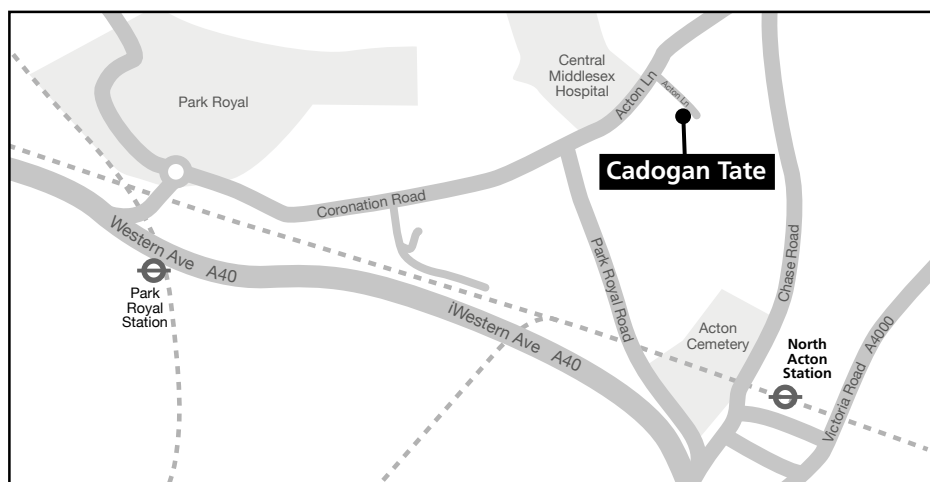 Central
Middlesex
Hospital
Park Royal
Acton Ln
Acton Ln
Cadogan Tate
Coronation Road
Western Ave A40
Park Royal Road
Chase Road
Park
Royal
Station
iWestern Ave A40
Acton
Cemetery
North
Acton
Station
Victoria Road A4000